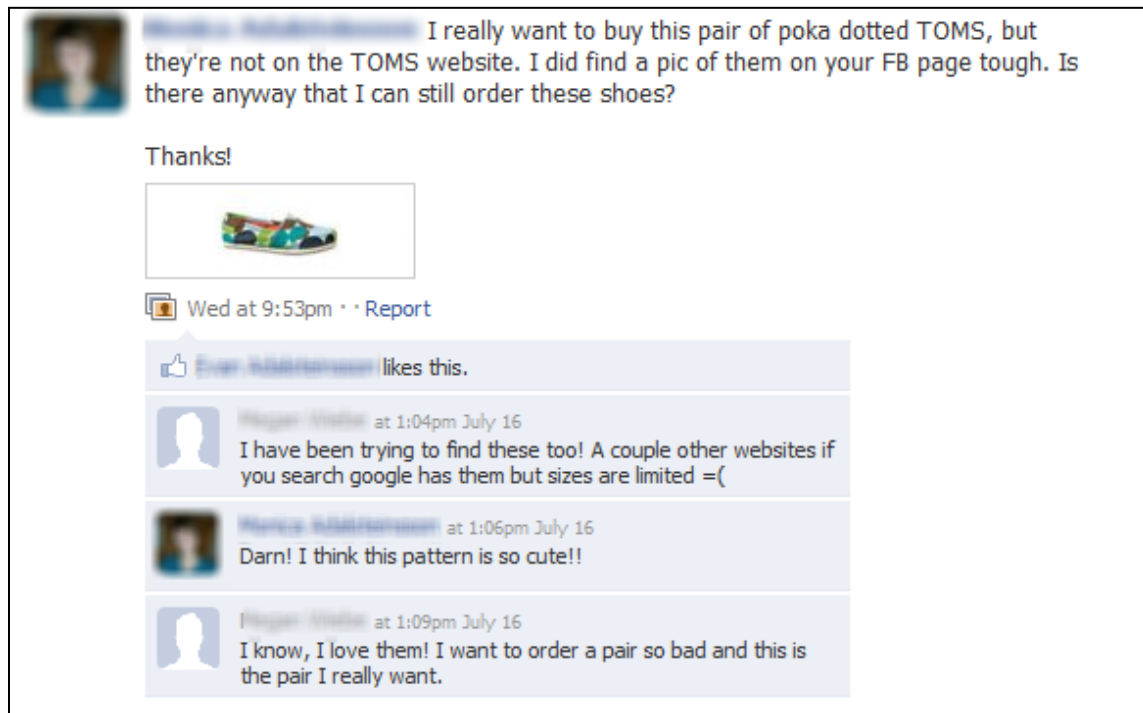 I really want to buy this pair of poka dotted TOMS, but
they're not on the TOMS website. I did find a pic of them on your FB page tough. Is
there anyway that I can still order these shoes?
Thanks!
Wed at 9:53pm · · Report
likes this.
at 1:04pm July 16
I have been trying to find these too! A couple other websites if
you search google has them but sizes are limited =(
at 1:06pm July 16
Darn! I think this pattern is so cute!!
at 1:09pm July 16
I know, I love them! I want to order a pair so bad and this is
the pair I really want.